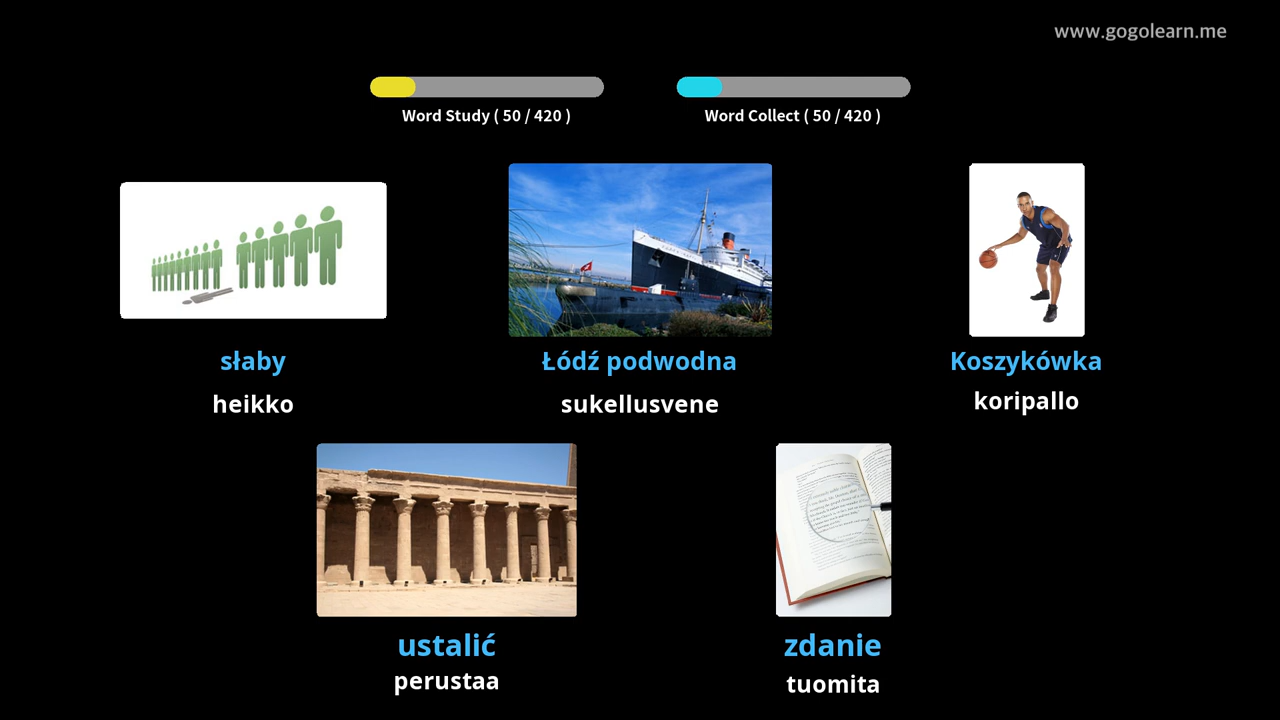 www.gogolearn.me
Word Study ( 50 / 420 )
Word Collect ( 50 / 420 )
słaby
heikko
Łódź podwodna
sukellusvene
Koszykówka
koripallo
ustalić
perustaa
zdanie
tuomita